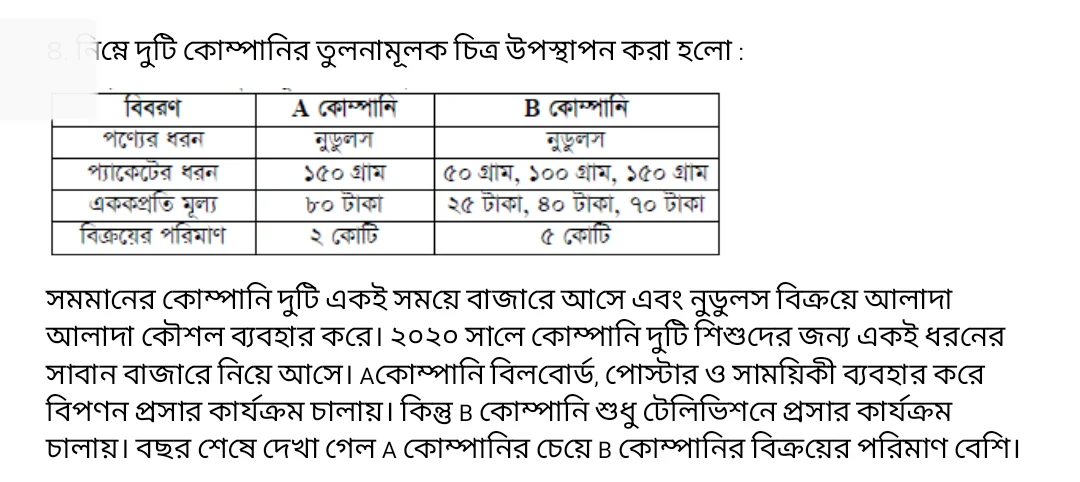 ৪. নিম্নে দুটি কোম্পানির তুলনামূলক চিত্র উপস্থাপন করা হলো :
বিবরণ A কোম্পানি B কোম্পানি
পণ্যের ধরন নুডুলস নুডুলস
প্যাকেটের ধরন ১৫০ গ্রাম ৫০ গ্রাম, ১০০ গ্রাম, ১৫০ গ্রাম
এককপ্রতি মূল্য ৮০ টাকা ২৫ টাকা, ৪০ টাকা, ৭০ টাকা
বিক্রয়ের পরিমাণ ২ কোটি ৫ কোটি
সমমানের কোম্পানি দুটি একই সময়ে বাজারে আসে এবং নুডুলস বিক্রয়ে আলাদা
আলাদা কৌশল ব্যবহার করে। ২০২০ সালে কোম্পানি দুটি শিশুদের জন্য একই ধরনের
সাবান বাজারে নিয়ে আসে। Aকোম্পানি বিলবোর্ড, পোস্টার ও সাময়িকী ব্যবহার করে
বিপণন প্রসার কার্যক্রম চালায়। কিন্তু B কোম্পানি শুধু টেলিভিশনে প্রসার কার্যক্রম
চালায়। বছর শেষে দেখা গেল A কোম্পানির চেয়ে B কোম্পানির বিক্রয়ের পরিমাণ বেশি।